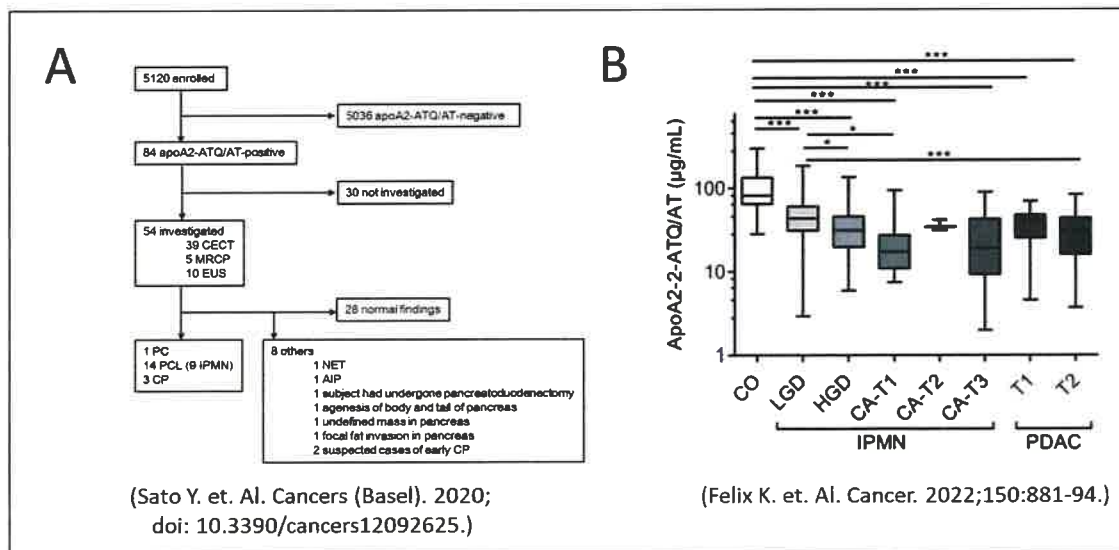 A
5120 enrolled
5036 apoA2-ATQ/AT-negative
84 apoA2-ATQ/AT-positive
30 not investigated
54 investigated
39 CECT
5 MRCP
10 EUS
28 normal findings
1 PC
14 PCL (9 IPMN)
3 CP
8 others
1 NET
1 AIP
1 subject had undergone pancreatoduodenectomy
1 agenesis of body and tail of pancreas
1 undefined mass in pancreas
1 focal fat invasion in pancreas
2 suspected cases of early CP
(Sato Y. et. Al. Cancers (Basel). 2020;
doi: 10.3390/cancers12092625.)
B
***
***
***
***
***
***
*
*
***
ApoA2-2-ATQ/AT (µg/mL)
100
10
1
CO
LGD
HGD
CA-T1
CA-T2
CA-T3
T1
T2
IPMN
PDAC
(Felix K. et. Al. Cancer. 2022;150:881-94.)